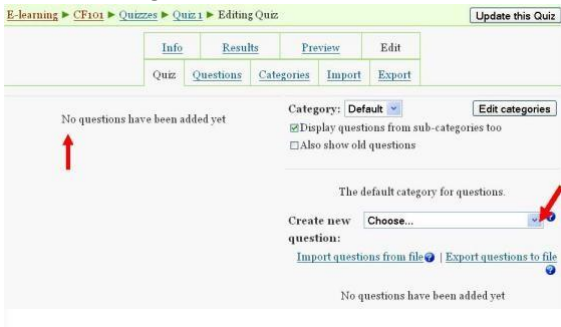 E-learning ► CF101 ► Quizzes ► Quiz 1 ► Editing Quiz
Update this Quiz
Info Results Preview Edit
Quiz Questions Categories Import Export
No questions have been added yet
Category: Default
Edit categories
Display questions from sub-categories too
Also show old questions
The default category for questions.
Create new question:
Choose...
Import questions from file | Export questions to file
No questions have been added yet